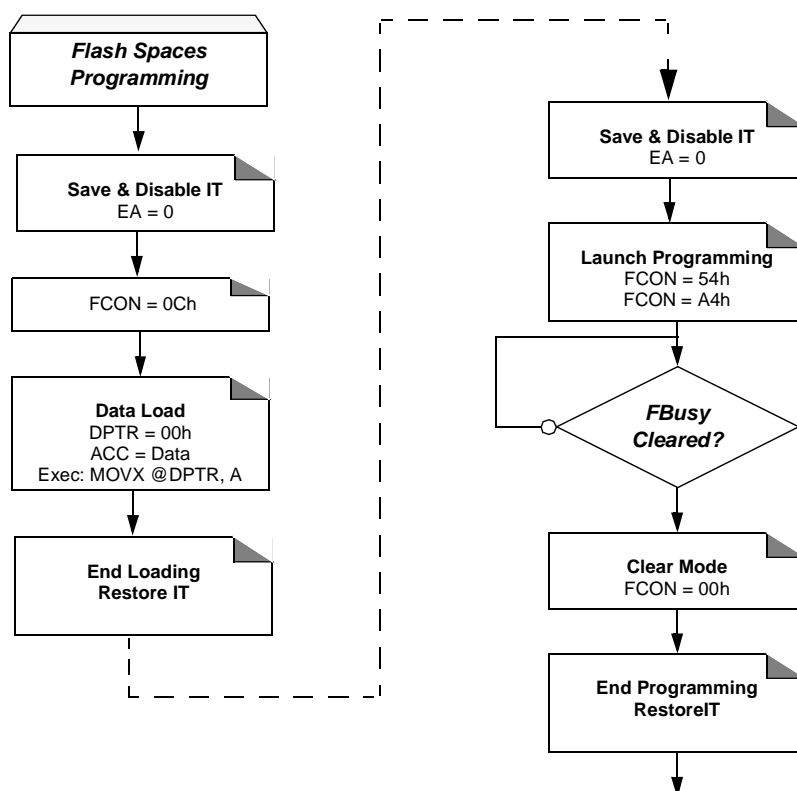 Flash Spaces
Programming
Save & Disable IT
EA = 0
FCON = 0Ch
Data Load
DPTR = 00h
ACC = Data
Exec: MOVX @DPTR, A
End Loading
Restore IT
Save & Disable IT
EA = 0
Launch Programming
FCON = 54h
FCON = A4h
FBusy
Cleared?
Clear Mode
FCON = 00h
End Programming
RestoreIT